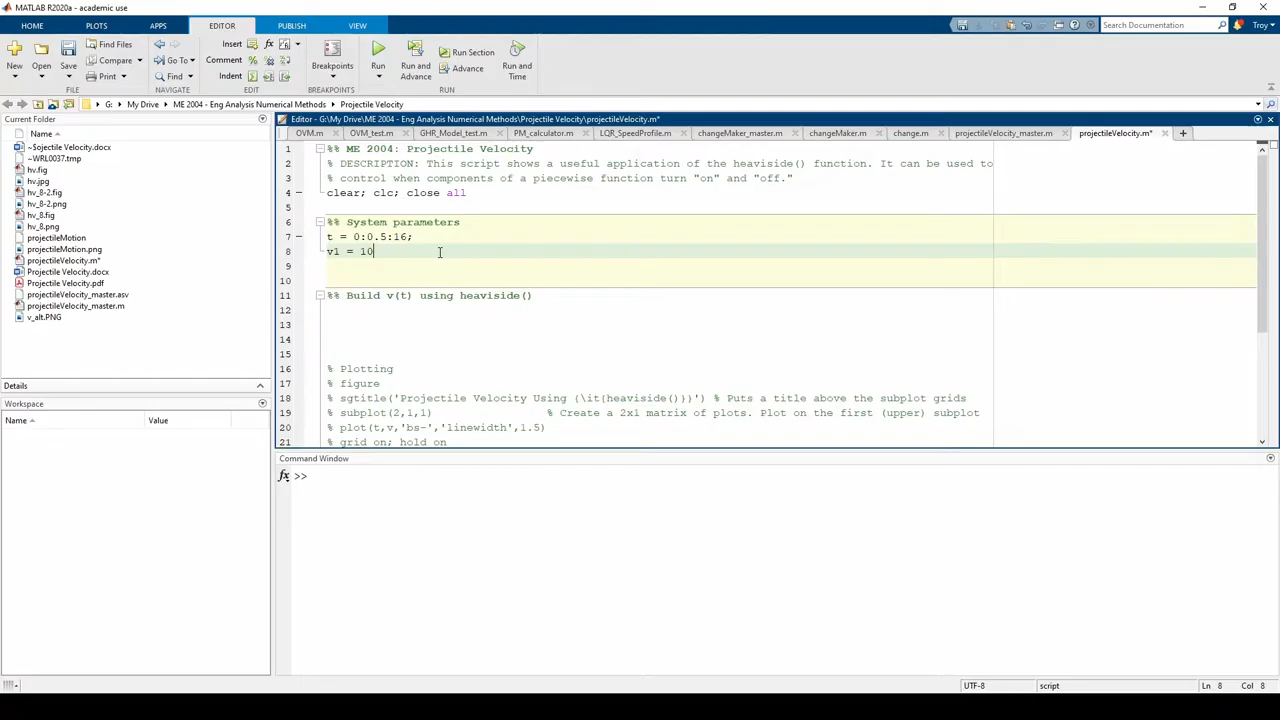 MATLAB R2020a - academic use
HOME PLOTS APPS EDITOR PUBLISH VIEW
Search Documentation Troy
New Open Save Find Files Compare Print
Go To Find
Insert fx
Comment
Indent
Breakpoints
Run Run and Advance Run Section Advance Run and Time
FILE NAVIGATE EDIT BREAKPOINTS RUN
G: My Drive ME 2004 - Eng Analysis Numerical Methods Projectile Velocity
Current Folder
Name
~$ojectile Velocity.docx
~WRL0037.tmp
hv.fig
hv.jpg
hv_8-2.fig
hv_8-2.png
hv_8.fig
hv_8.png
projectileMotion
projectileMotion.png
projectileVelocity.m*
Projectile Velocity.docx
Projectile Velocity.pdf
projectileVelocity_master.asv
projectileVelocity_master.m
v_alt.PNG
Details
Workspace
Name Value
Editor - G:\My Drive\ME 2004 - Eng Analysis Numerical Methods\Projectile Velocity\projectileVelocity.m*
OVM.m OVM_test.m GHR_Model_test.m PM_calculator.m LQR_SpeedProfile.m changeMaker_master.m changeMaker.m change.m projectileVelocity_master.m projectileVelocity.m*
1 %% ME 2004: Projectile Velocity
2 % DESCRIPTION: This script shows a useful application of the heaviside() function. It can be used to
3 % control when components of a piecewise function turn "on" and "off."
4 clear; clc; close all
5
6 %% System parameters
7 t = 0:0.5:16;
8 v1 = 10
9
10
11 %% Build v(t) using heaviside()
12
13
14
15
16 % Plotting
17 % figure
18 % sgtitle('Projectile Velocity Using {\it{heaviside()}}') % Puts a title above the subplot grids
19 % subplot(2,1,1) % Create a 2x1 matrix of plots. Plot on the first (upper) subplot
20 % plot(t,v,'bs-','linewidth',1.5)
21 % grid on; hold on
Command Window
fx >>
UTF-8 script Ln 8 Col 8